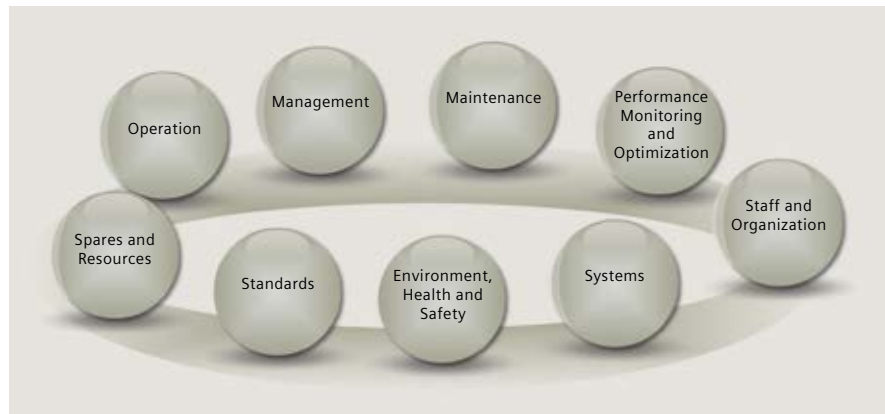 Operation
Management
Maintenance
Performance
Monitoring
and
Optimization
Staff and
Organization
Spares and
Resources
Standards
Environment,
Health and
Safety
Systems